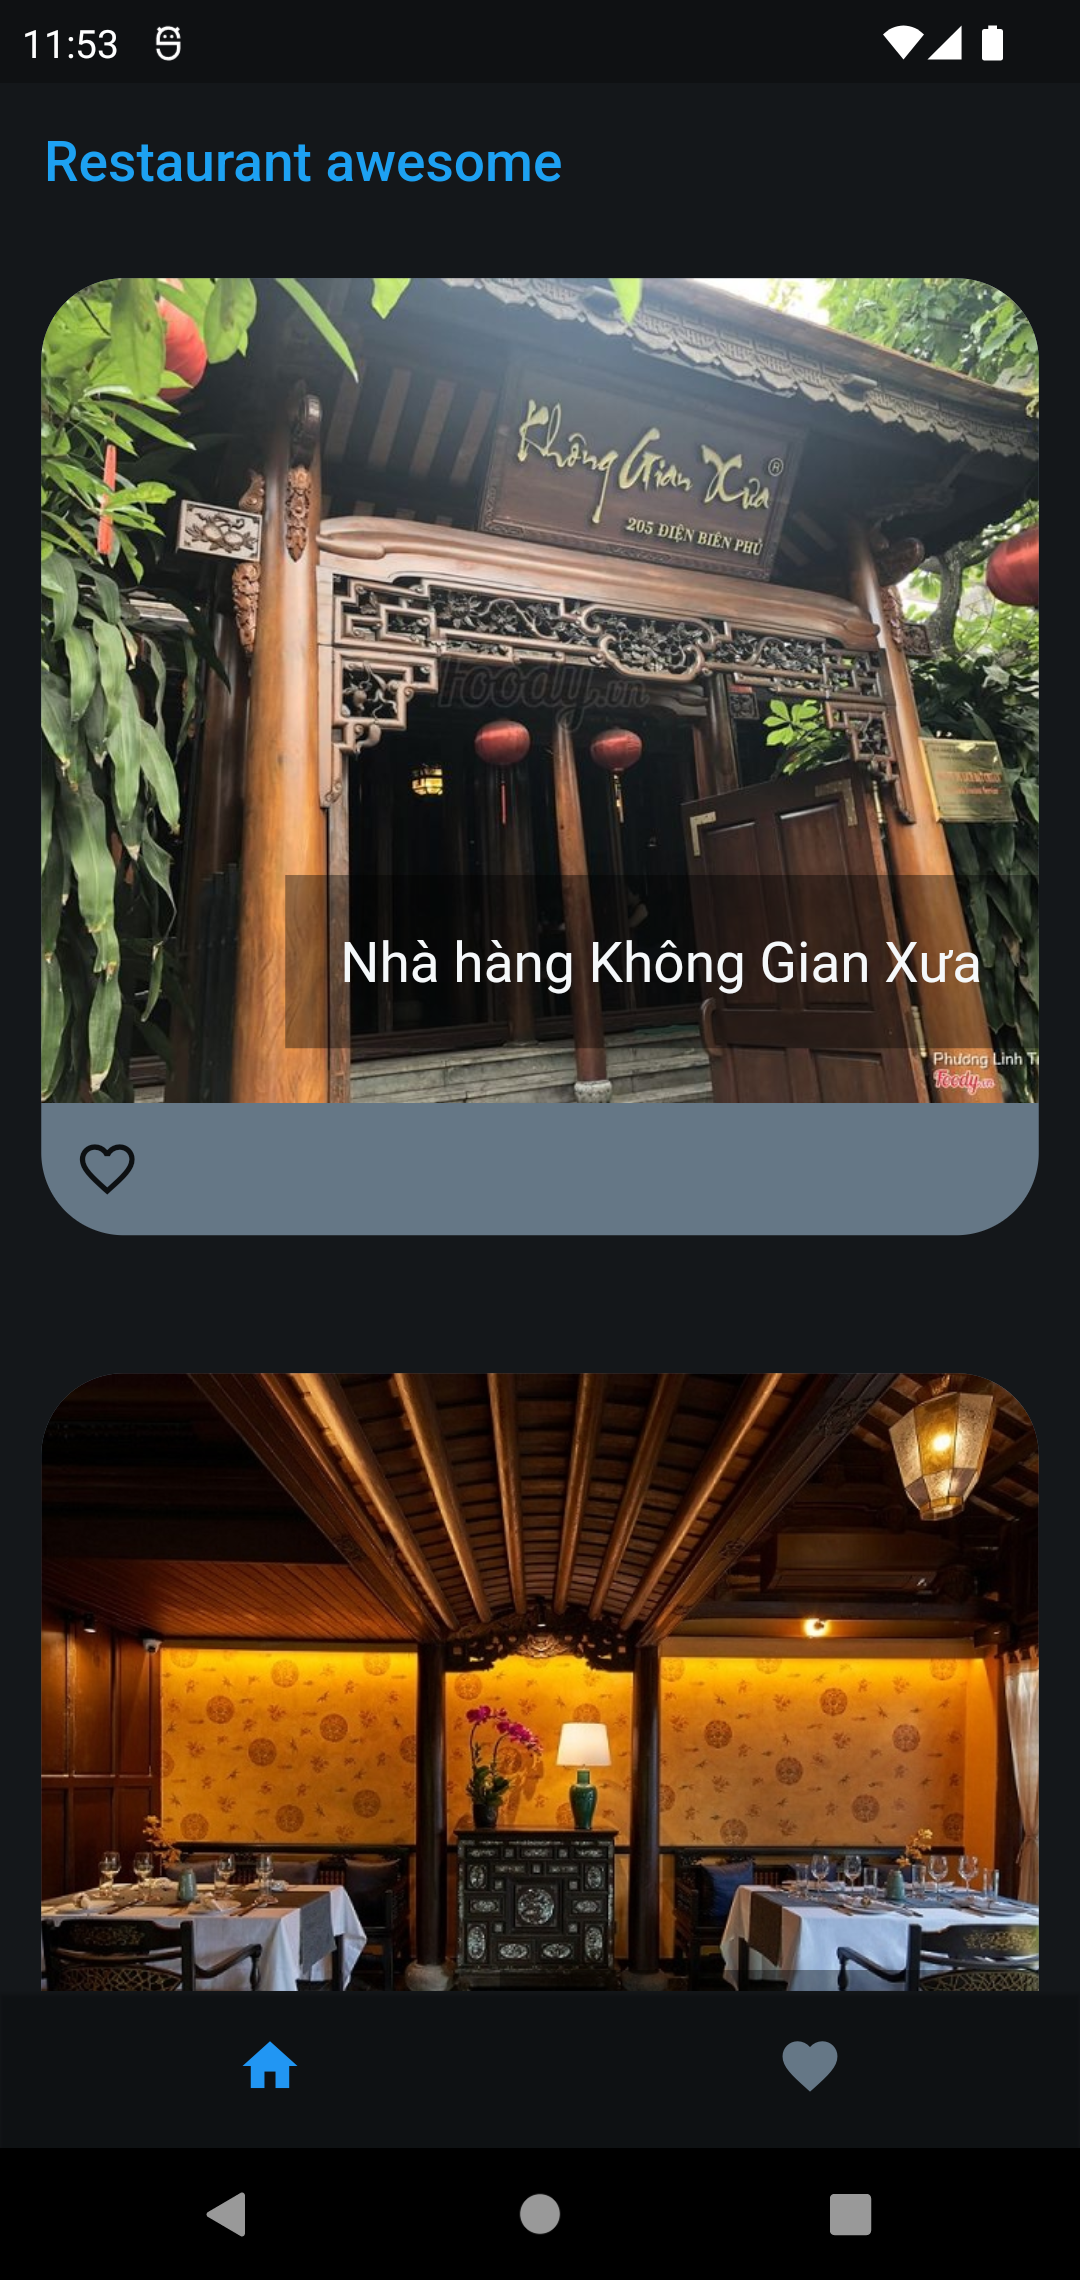 11:53
Restaurant awesome
Không Gian Xưa®
205 ĐIỆN BIÊN PHỦ
Foody.vn
Nhà hàng Không Gian Xưa
Phương Linh T
Foody.vn